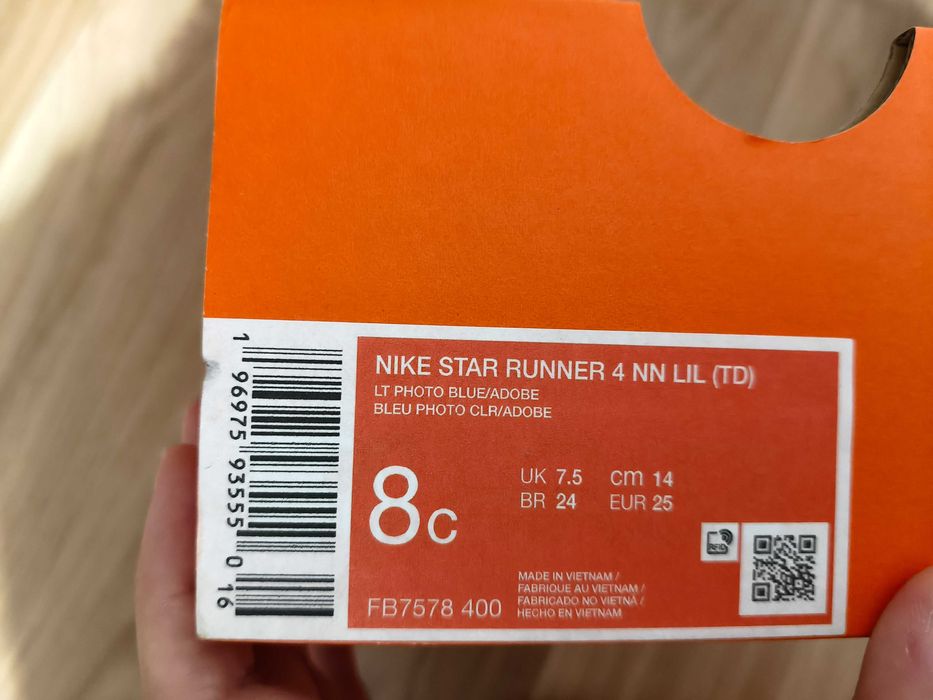 NIKE STAR RUNNER 4 NN LIL (TD)
LT PHOTO BLUE/ADOBE
BLEU PHOTO CLR/ADOBE
8C
UK 7.5 cm 14
BR 24 EUR 25
RFID
FB7578 400
MADE IN VIETNAM /
FABRIQUE AU VIETNAM /
FABRICADO NO VIETNÃ /
HECHO EN VIETNAM
1 96975 93555 0 16